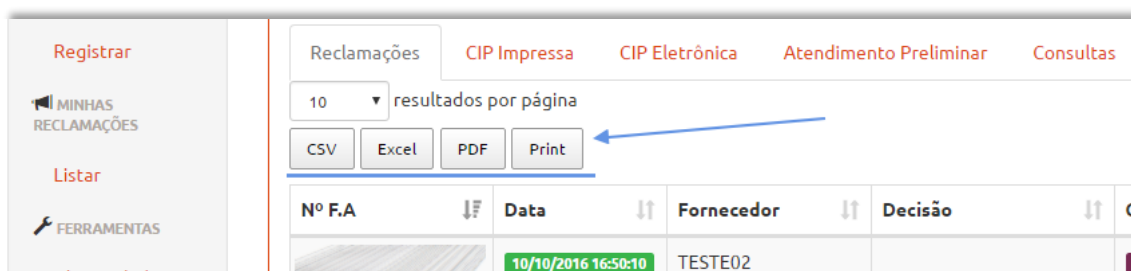 Registrar
MINHAS
RECLAMAÇÕES
Listar
FERRAMENTAS
Reclamações CIP Impressa CIP Eletrônica Atendimento Preliminar Consultas
10 resultados por página
CSV Excel PDF Print
Nº F.A Data Fornecedor Decisão
10/10/2016 16:50:10 TESTE02